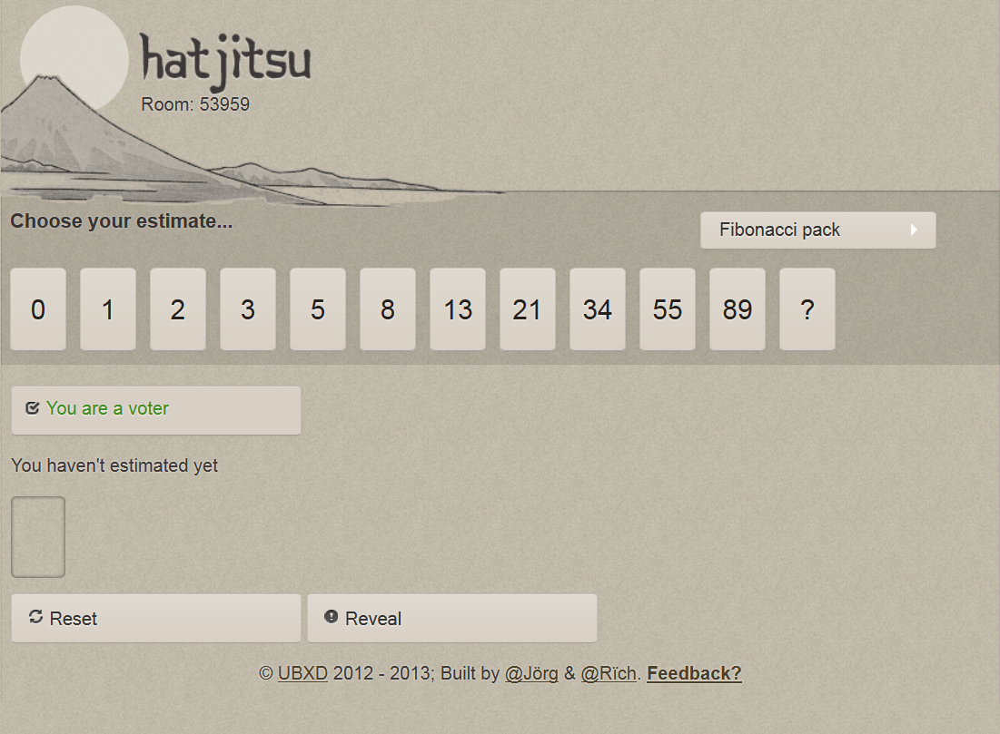 hatjitsu
Room: 53959
Choose your estimate...
Fibonacci pack
0 1 2 3 5 8 13 21 34 55 89 ?
You are a voter
You haven't estimated yet
Reset Reveal
© UBXD 2012 - 2013; Built by @Jörg & @Rïch. Feedback?